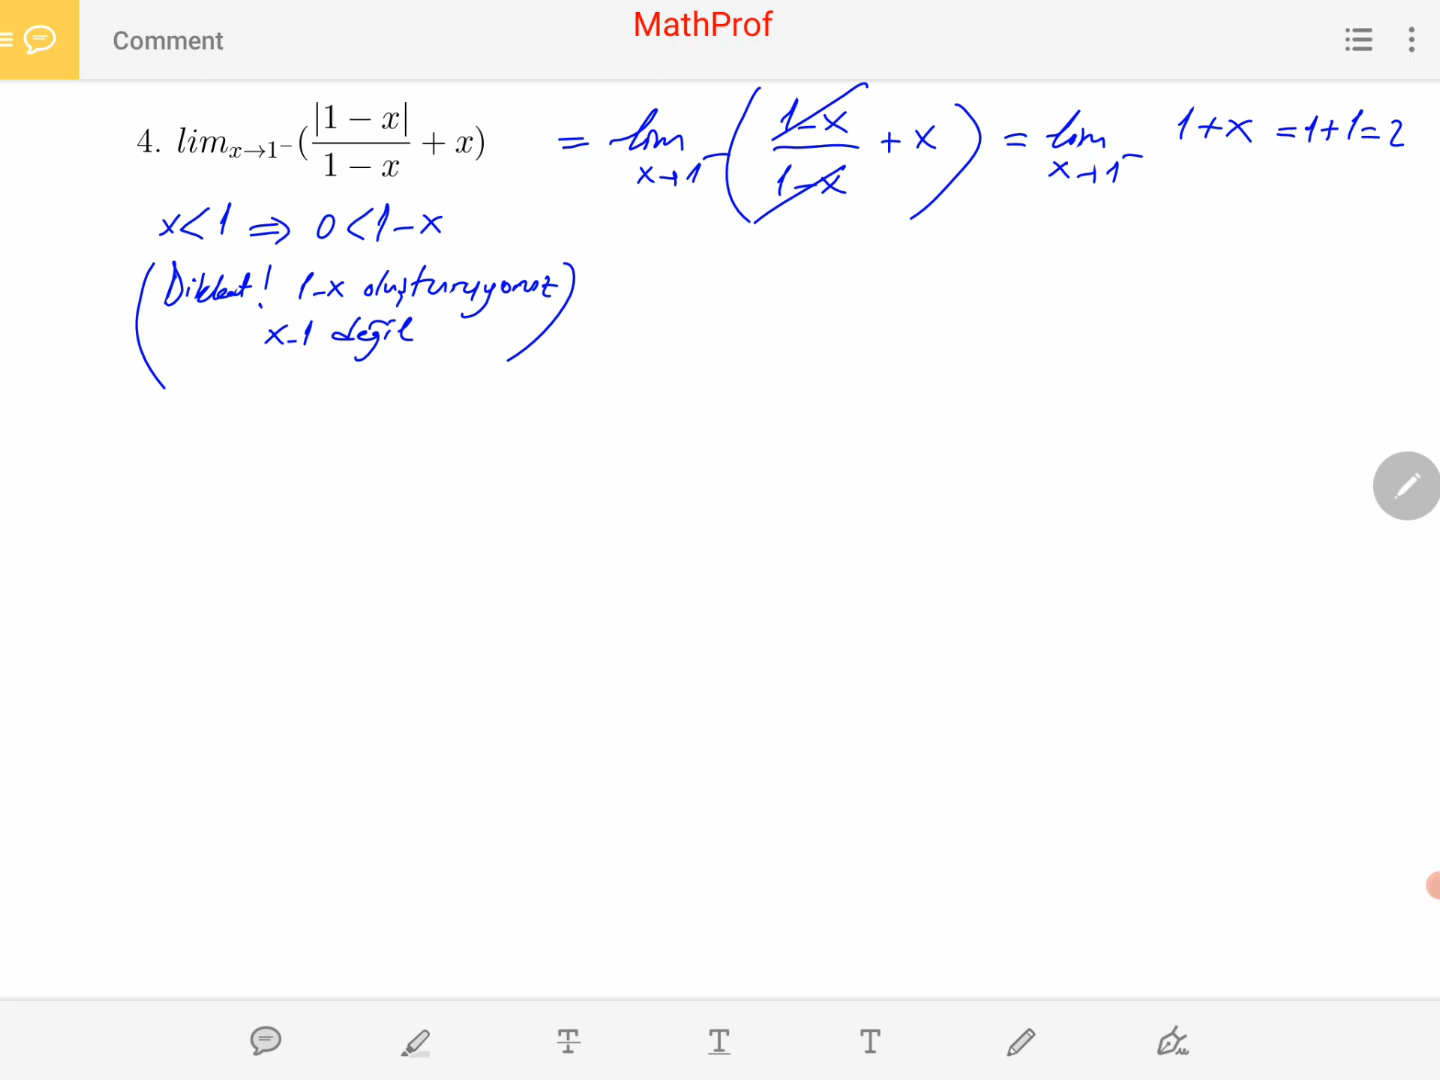 MathProf
Comment
4. lim_{x→1⁻}(|1 − x|/(1 − x) + x) = lim_{x→1⁻} ((1-x)/(1-x) + x) = lim_{x→1⁻} 1+x = 1+1=2
x<1 ⇒ 0<1-x
(Dikkat! 1-x oluşturuyoruz
x-1 değil)